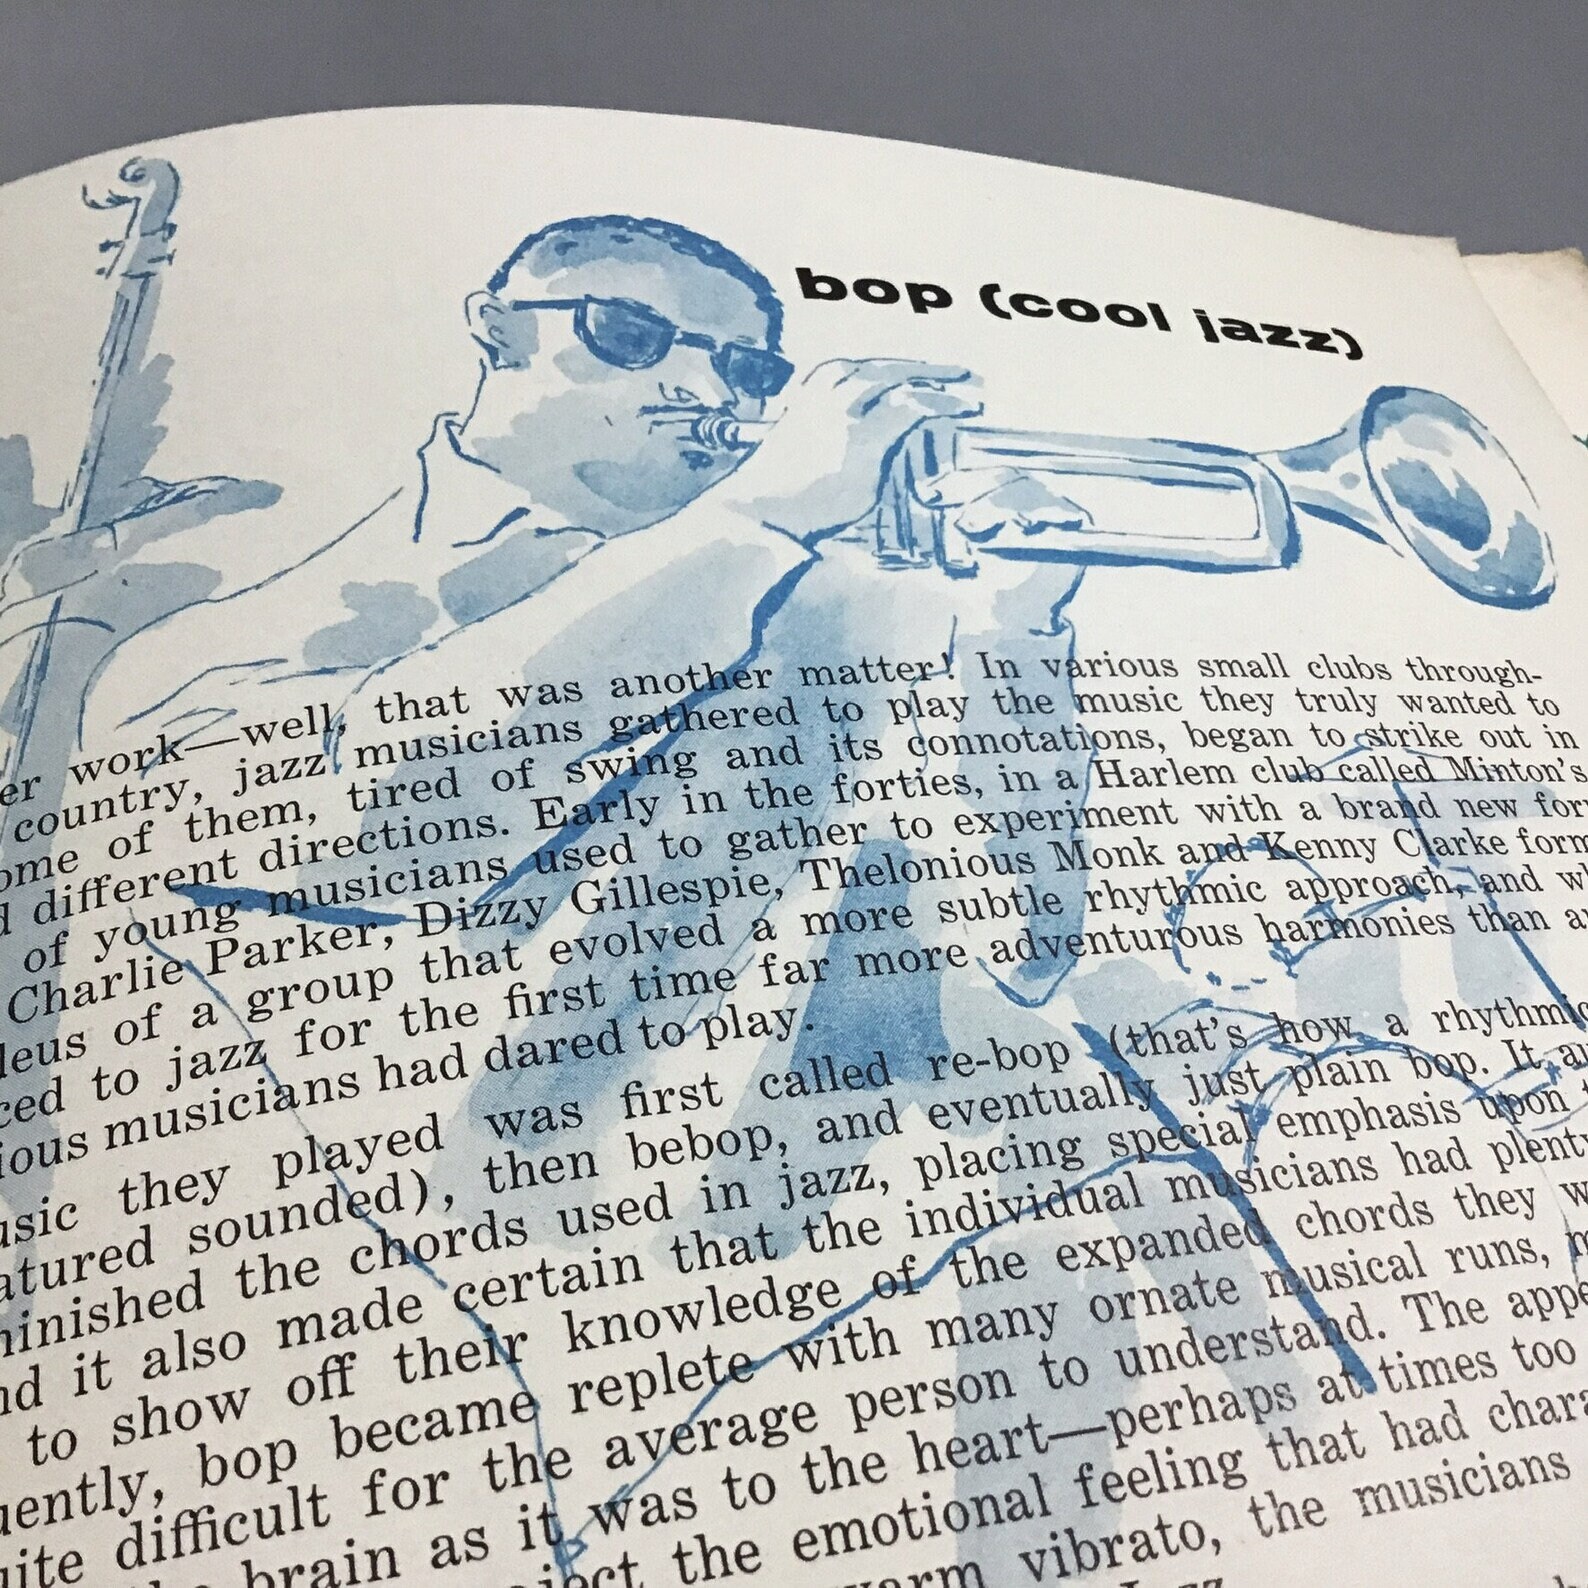 bop (cool jazz)
er work—well, that was another matter! In various small clubs through-
country, jazz musicians gathered to play the music they truly wanted to
ome of them, tired of swing and its connotations, began to strike out in
d different directions. Early in the forties, in a Harlem club called Minton's
of young musicians used to gather to experiment with a brand new for
Charlie Parker, Dizzy Gillespie, Thelonious Monk and Kenny Clarke form
leus of a group that evolved a more subtle rhythmic approach, and wh
ced to jazz for the first time far more adventurous harmonies than a
ious musicians had dared to play.
usic they played was first called re-bop (that's how a rhythmic
atured sounded), then bebop, and eventually just plain bop. It au
inished the chords used in jazz, placing special emphasis upon t
nd it also made certain that the individual musicians had plenty
to show off their knowledge of the expanded chords they w
uently, bop became replete with many ornate musical runs, m
uite difficult for the average person to understand. The appe
brain as it was to the heart—perhaps at times too
ject the emotional feeling that had chara
warm vibrato, the musicians